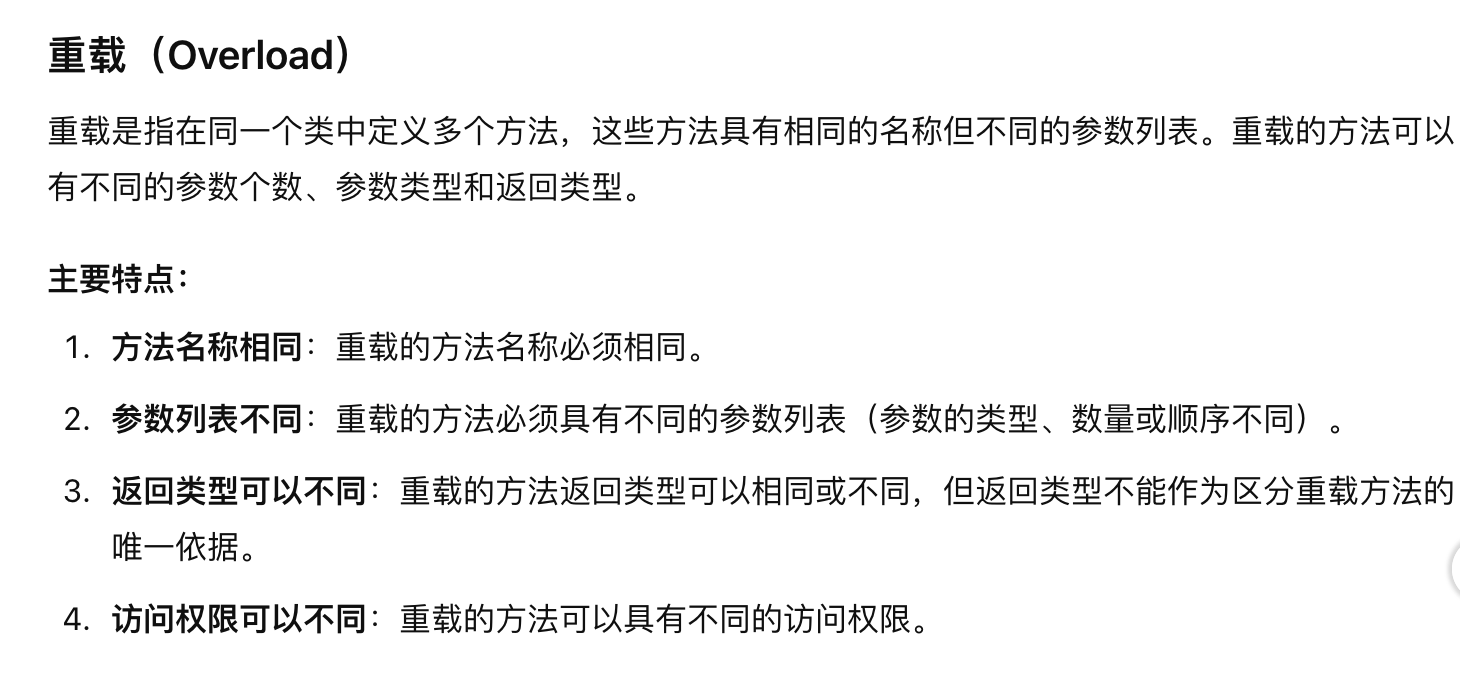 重载（Overload）
重载是指在同一个类中定义多个方法，这些方法具有相同的名称但不同的参数列表。重载的方法可以
有不同的参数个数、参数类型和返回类型。
主要特点：
1. 方法名称相同：重载的方法名称必须相同。
2. 参数列表不同：重载的方法必须具有不同的参数列表（参数的类型、数量或顺序不同）。
3. 返回类型可以不同：重载的方法返回类型可以相同或不同，但返回类型不能作为区分重载方法的
唯一依据。
4. 访问权限可以不同：重载的方法可以具有不同的访问权限。